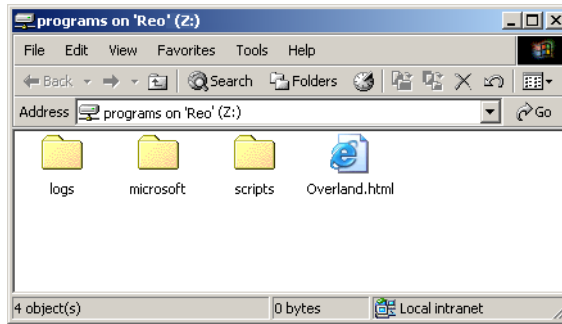 programs on 'Reo' (Z:)
File Edit View Favorites Tools Help
Back Search Folders
Address programs on 'Reo' (Z:) Go
logs microsoft scripts Overland.html
4 object(s) 0 bytes Local intranet